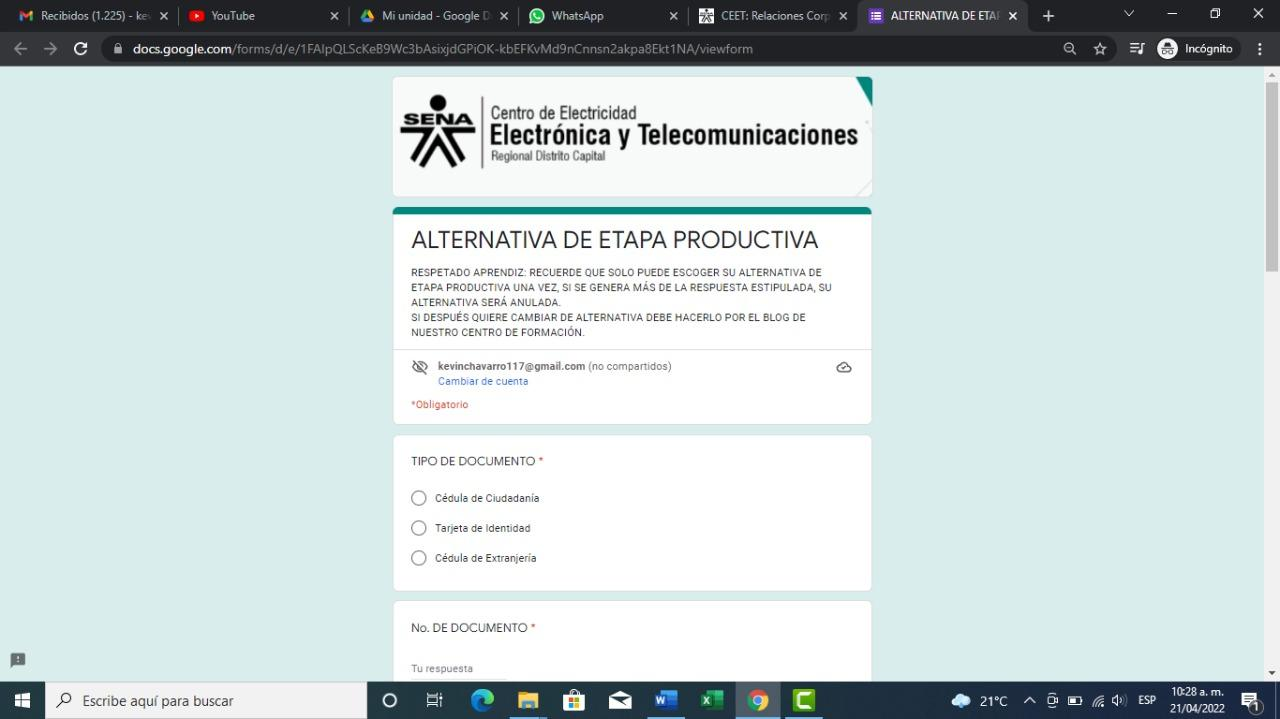 Recibidos (1.225) - kev
YouTube
Mi unidad - Google D
WhatsApp
CEET: Relaciones Corp
ALTERNATIVA DE ETAP
docs.google.com/forms/d/e/1FAIpQLScKeB9Wc3bAsixjdGPiOK-kbEFKvMd9nCnnsn2akpa8Ekt1NA/viewform
Incógnito
SENA
Centro de Electricidad
Electrónica y Telecomunicaciones
Regional Distrito Capital
ALTERNATIVA DE ETAPA PRODUCTIVA
RESPETADO APRENDIZ: RECUERDE QUE SOLO PUEDE ESCOGER SU ALTERNATIVA DE
ETAPA PRODUCTIVA UNA VEZ, SI SE GENERA MÁS DE LA RESPUESTA ESTIPULADA, SU
ALTERNATIVA SERÁ ANULADA.
SI DESPUÉS QUIERE CAMBIAR DE ALTERNATIVA DEBE HACERLO POR EL BLOG DE
NUESTRO CENTRO DE FORMACIÓN.
kevinchavarro117@gmail.com (no compartidos)
Cambiar de cuenta
*Obligatorio
TIPO DE DOCUMENTO *
Cédula de Ciudadanía
Tarjeta de Identidad
Cédula de Extranjería
No. DE DOCUMENTO *
Tu respuesta
Escribe aquí para buscar
21°C
ESP
10:28 a. m.
21/04/2022
1